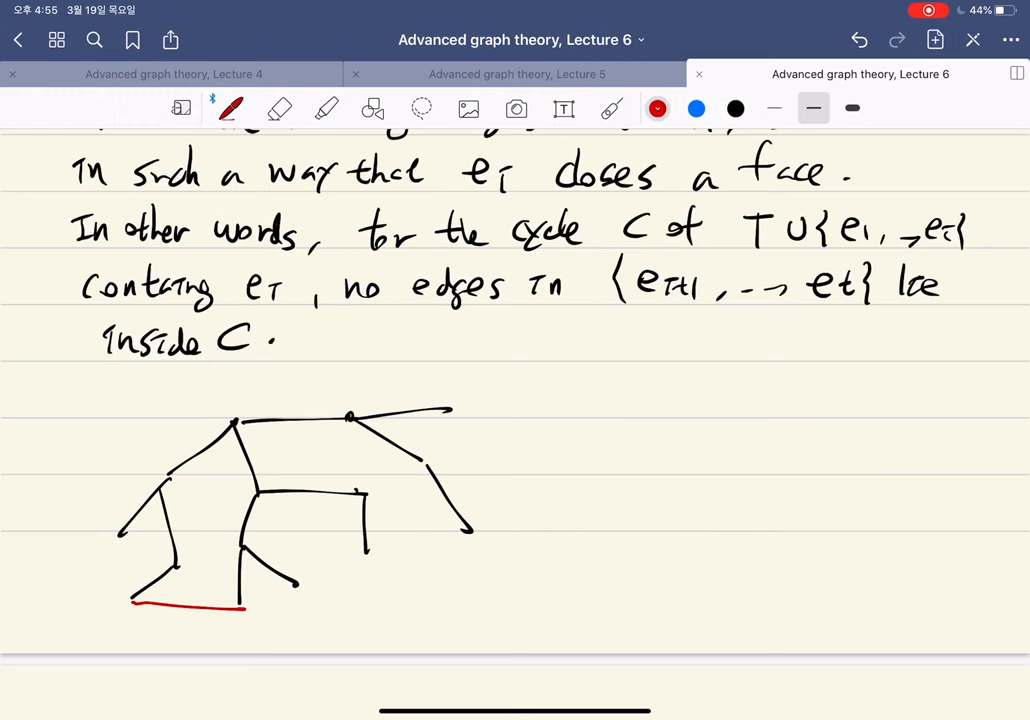 오후 4:55 3월 19일 목요일
44%
Advanced graph theory, Lecture 6
Advanced graph theory, Lecture 4
Advanced graph theory, Lecture 5
Advanced graph theory, Lecture 6
in such a way that ei closes a face.
In other words, for the cycle C of T ∪ {e1, .., ei}
containing ei, no edges in {ei+1, ..., et} lie
inside C.